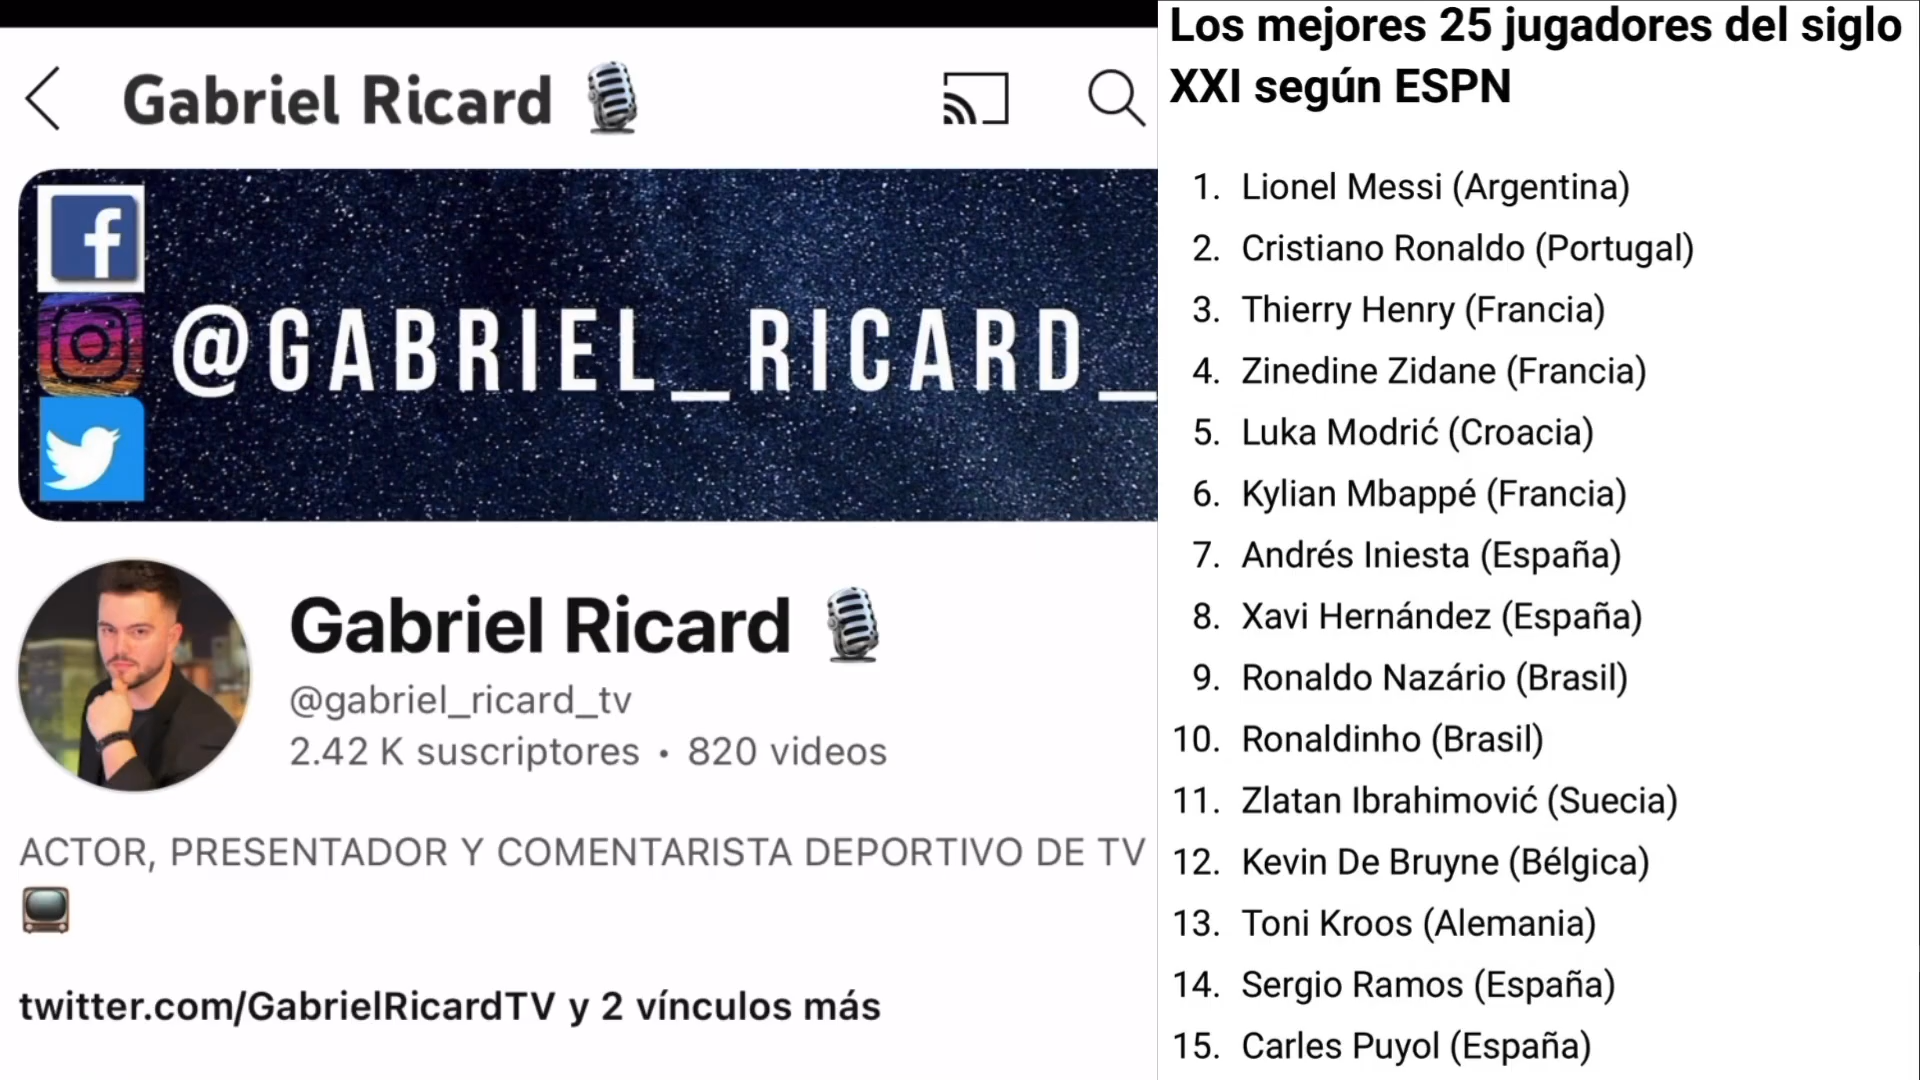 Gabriel Ricard
f
@GABRIEL_RICARD_
Gabriel Ricard
@gabriel_ricard_tv
2.42 K suscriptores • 820 videos
ACTOR, PRESENTADOR Y COMENTARISTA DEPORTIVO DE TV
twitter.com/GabrielRicardTV y 2 vínculos más
Los mejores 25 jugadores del siglo
XXI según ESPN
1. Lionel Messi (Argentina)
2. Cristiano Ronaldo (Portugal)
3. Thierry Henry (Francia)
4. Zinedine Zidane (Francia)
5. Luka Modrić (Croacia)
6. Kylian Mbappé (Francia)
7. Andrés Iniesta (España)
8. Xavi Hernández (España)
9. Ronaldo Nazário (Brasil)
10. Ronaldinho (Brasil)
11. Zlatan Ibrahimović (Suecia)
12. Kevin De Bruyne (Bélgica)
13. Toni Kroos (Alemania)
14. Sergio Ramos (España)
15. Carles Puyol (España)